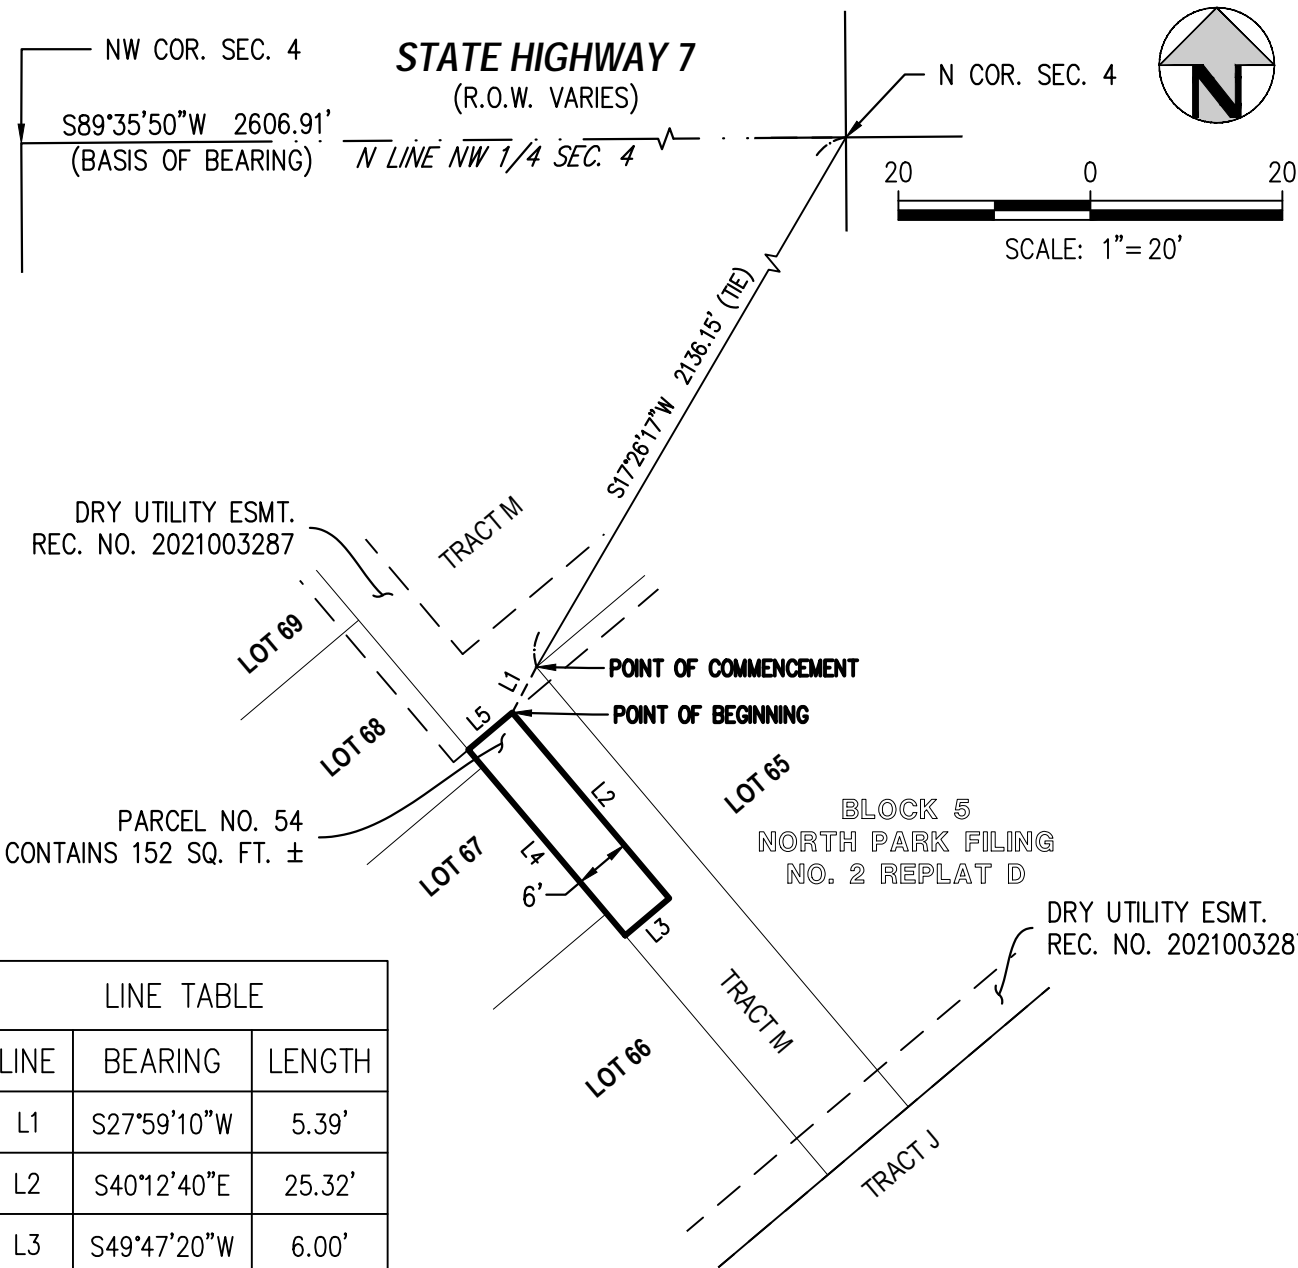 NW COR. SEC. 4
STATE HIGHWAY 7
(R.O.W. VARIES)
N COR. SEC. 4
N
S89°35'50"W 2606.91'
(BASIS OF BEARING)
N LINE NW 1/4 SEC. 4
20 0 20
SCALE: 1"=20'
S17°26'17"W 2136.15' (TIE)
DRY UTILITY ESMT.
REC. NO. 2021003287
TRACT M
LOT 69
POINT OF COMMENCEMENT
L1
POINT OF BEGINNING
L5
LOT 68
LOT 65
L2
PARCEL NO. 54
CONTAINS 152 SQ. FT. ±
BLOCK 5
NORTH PARK FILING
NO. 2 REPLAT D
LOT 67
L4
6'
L3
DRY UTILITY ESMT.
REC. NO. 202100328
TRACT M
LOT 66
TRACT J
LINE TABLE
LINE BEARING LENGTH
L1 S27°59'10"W 5.39'
L2 S40°12'40"E 25.32'
L3 S49°47'20"W 6.00'